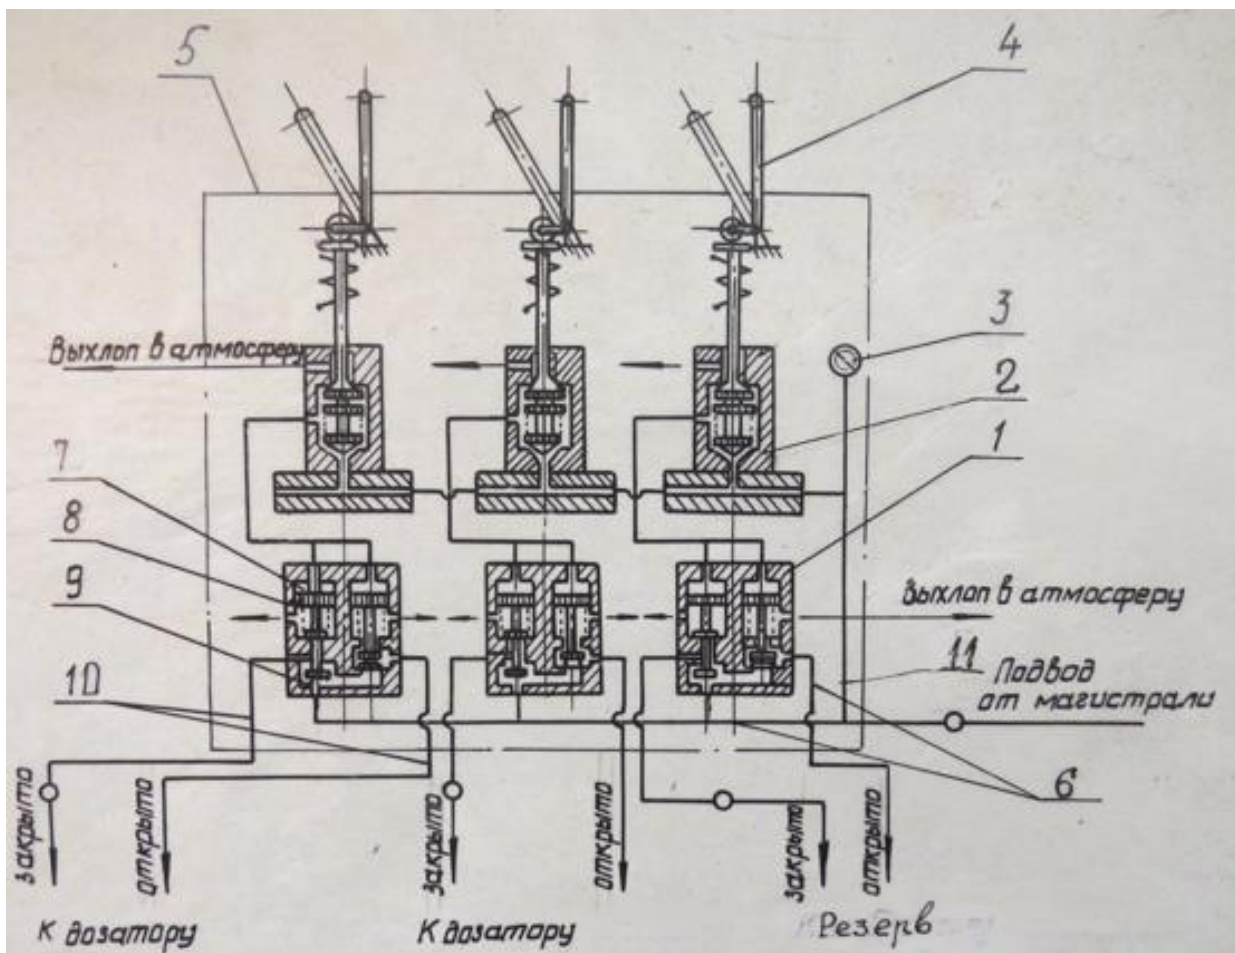 5
4
3
Выхлоп в атмосферу
2
1
7
8
9
Выхлоп в атмосферу
10
11
Подвод
от магистрали
6
закрыто
открыто
закрыто
открыто
закрыто
открыто
К дозатору
К дозатору
Резерв